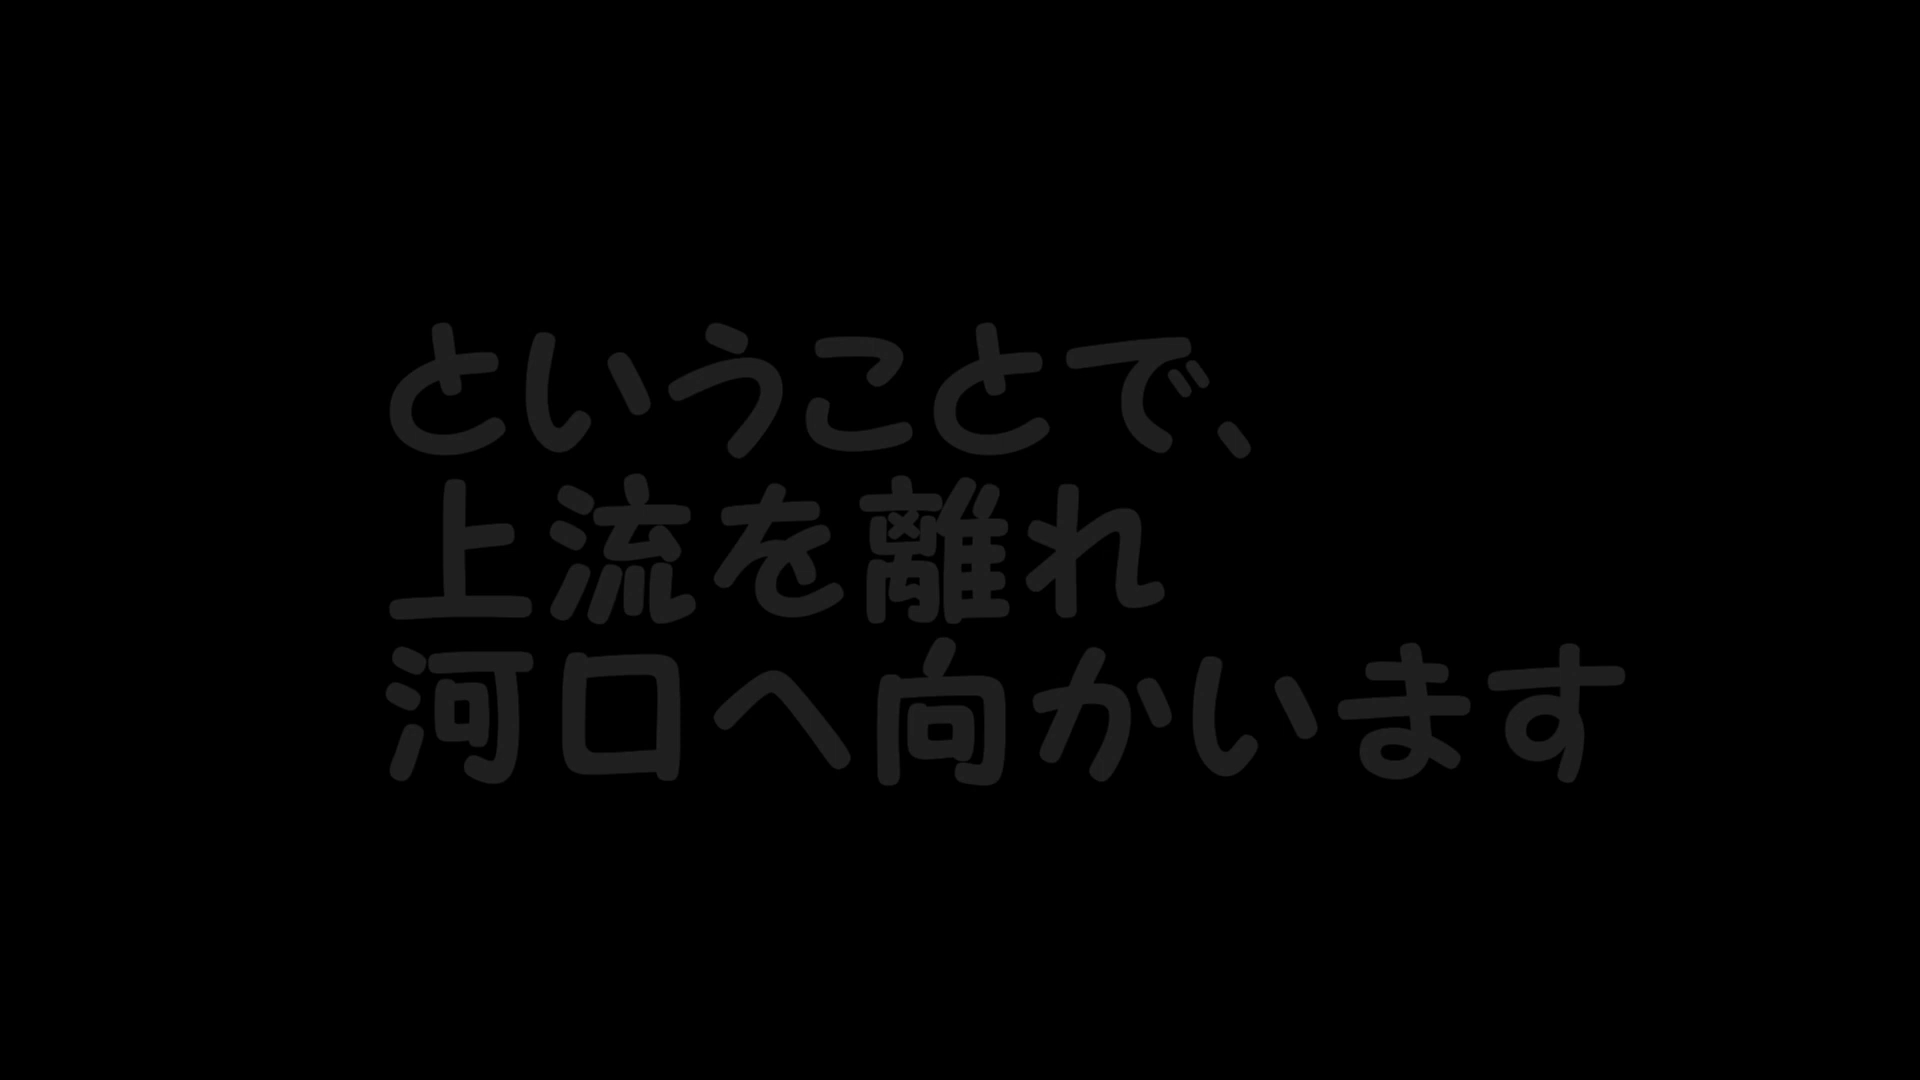 ということで、
上流を離れ
河口へ向かいます